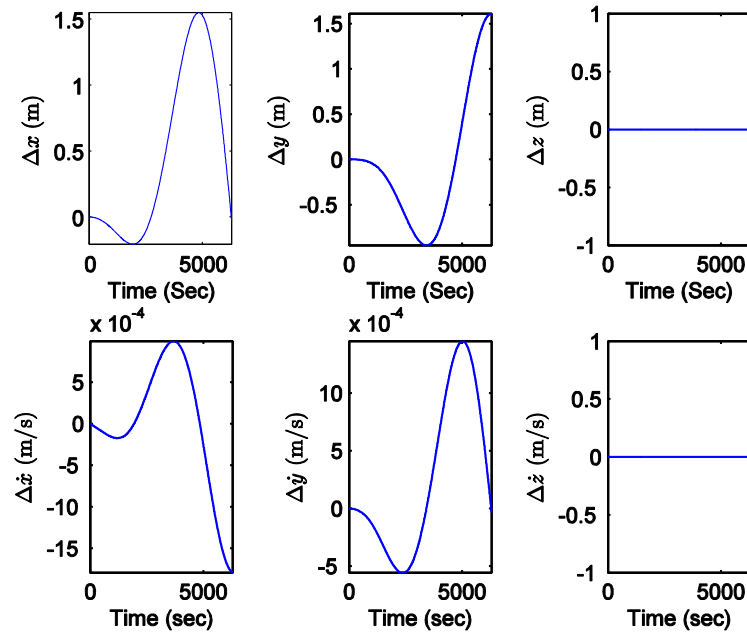 1.5
1
0.5
0
Δx (m)
0
5000
Time (Sec)
1.5
1
0.5
0
-0.5
Δy (m)
0
5000
Time (Sec)
1
0.5
0
-0.5
-1
Δz (m)
0
5000
Time (Sec)
x 10⁻⁴
5
0
-5
-10
-15
Δẋ (m/s)
0
5000
Time (sec)
x 10⁻⁴
10
5
0
-5
Δẏ (m/s)
0
5000
Time (sec)
1
0.5
0
-0.5
-1
Δż (m/s)
0
5000
Time (sec)